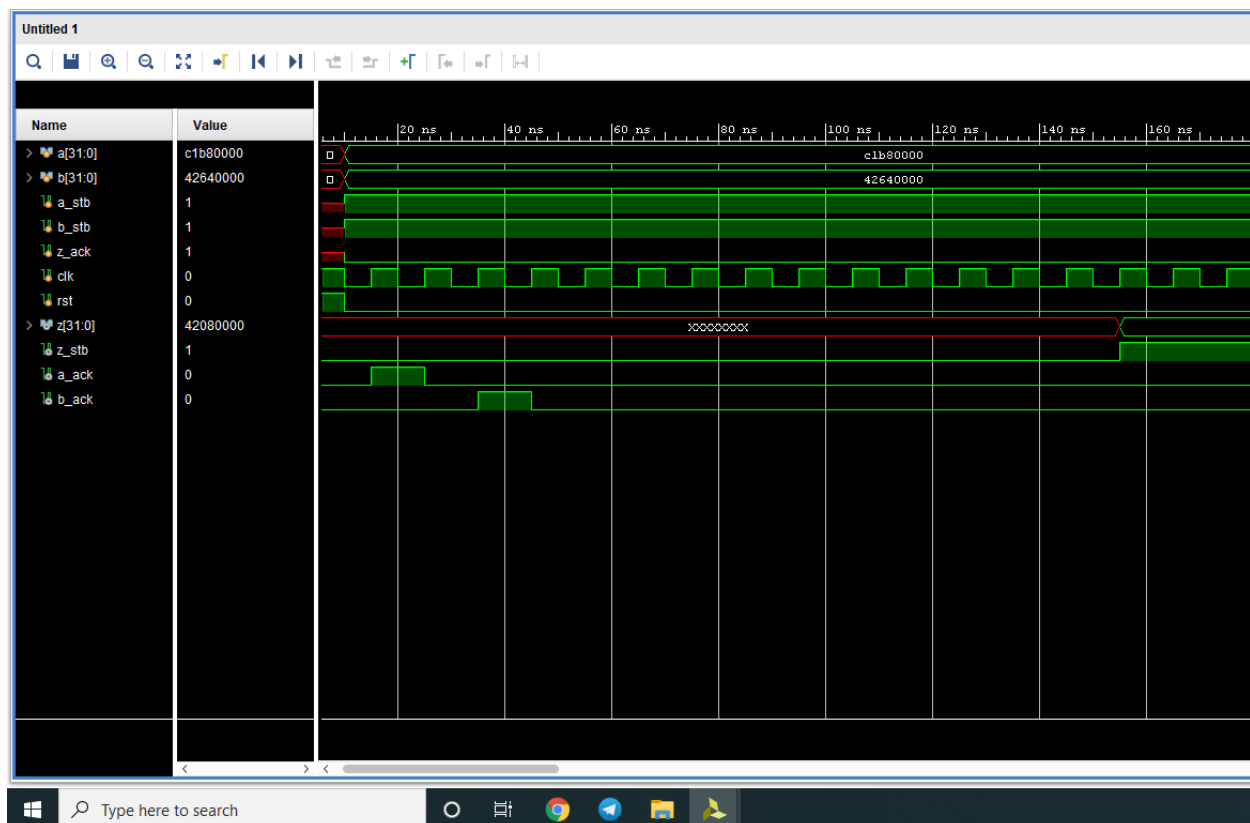 Untitled 1
Name Value
20 ns 40 ns 60 ns 80 ns 100 ns 120 ns 140 ns 160 ns
a[31:0] c1b80000 c1b80000
b[31:0] 42640000 42640000
a_stb 1
b_stb 1
z_ack 1
clk 0
rst 0
z[31:0] 42080000 XXXXXXXX
z_stb 1
a_ack 0
b_ack 0
Type here to search